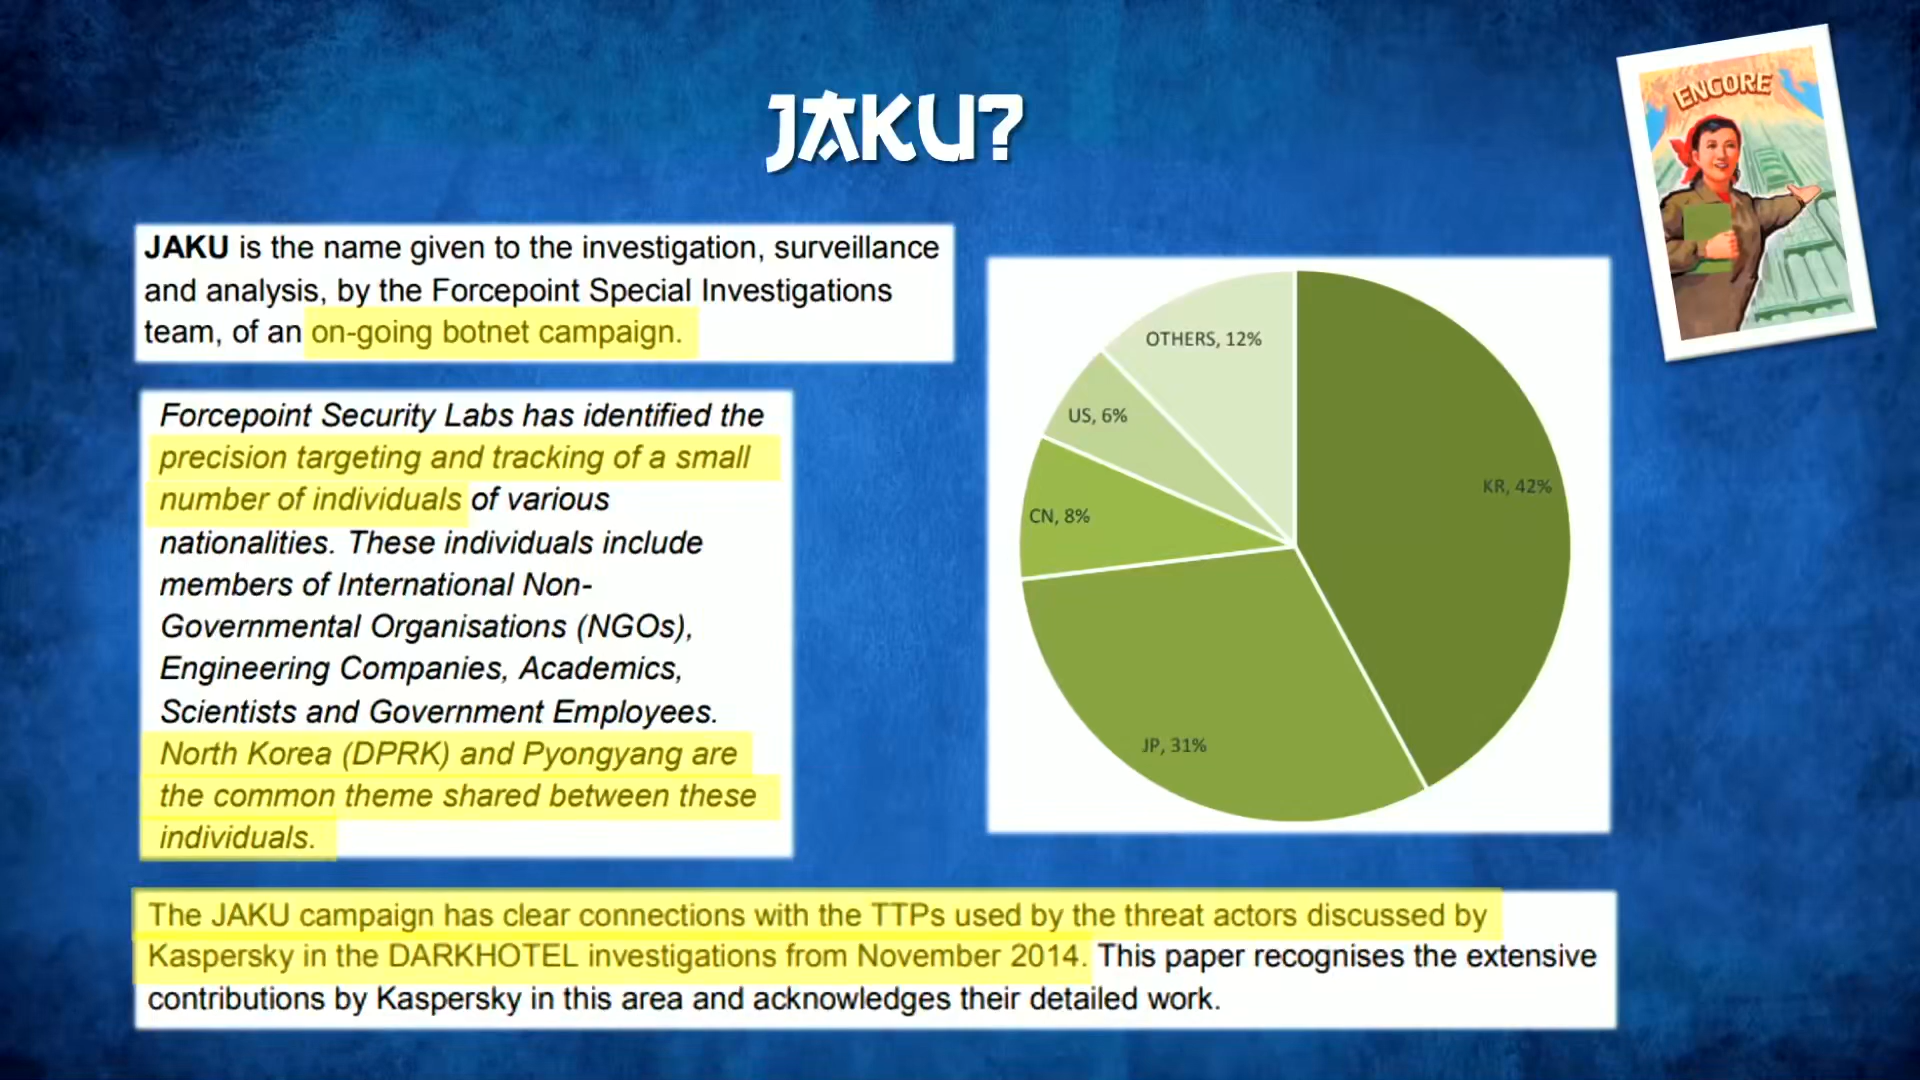 JAKU?
ENCORE
JAKU is the name given to the investigation, surveillance
and analysis, by the Forcepoint Special Investigations
team, of an on-going botnet campaign.
Forcepoint Security Labs has identified the
precision targeting and tracking of a small
number of individuals of various
nationalities. These individuals include
members of International Non-
Governmental Organisations (NGOs),
Engineering Companies, Academics,
Scientists and Government Employees.
North Korea (DPRK) and Pyongyang are
the common theme shared between these
individuals.
OTHERS, 12%
US, 6%
KR, 42%
CN, 8%
JP, 31%
The JAKU campaign has clear connections with the TTPs used by the threat actors discussed by
Kaspersky in the DARKHOTEL investigations from November 2014. This paper recognises the extensive
contributions by Kaspersky in this area and acknowledges their detailed work.